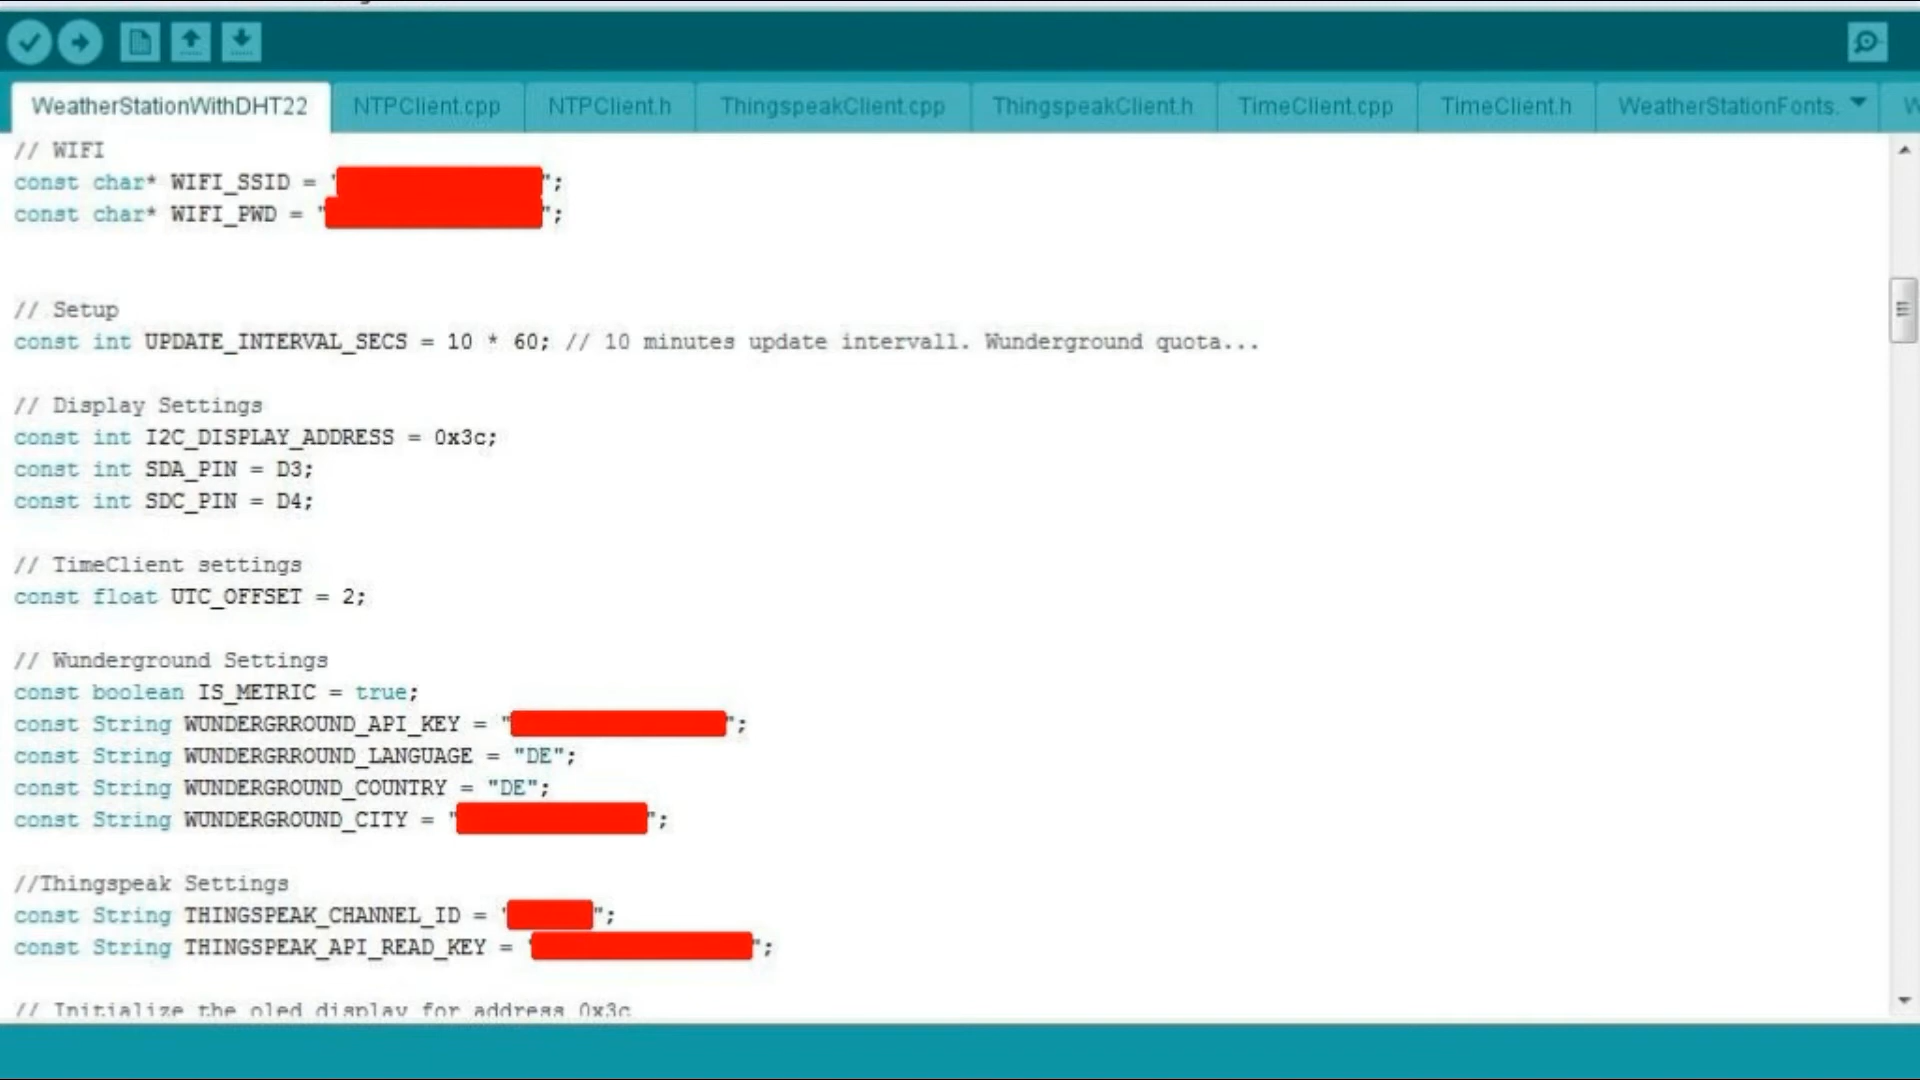 WeatherStationWithDHT22 NTPClient.cpp NTPClient.h ThingspeakClient.cpp ThingspeakClient.h TimeClient.cpp TimeClient.h WeatherStationFonts. W
// WIFI
const char* WIFI_SSID = "";
const char* WIFI_PWD = "";
// Setup
const int UPDATE_INTERVAL_SECS = 10 * 60; // 10 minutes update intervall. Wunderground quota...
// Display Settings
const int I2C_DISPLAY_ADDRESS = 0x3c;
const int SDA_PIN = D3;
const int SDC_PIN = D4;
// TimeClient settings
const float UTC_OFFSET = 2;
// Wunderground Settings
const boolean IS_METRIC = true;
const String WUNDERGRROUND_API_KEY = "";
const String WUNDERGRROUND_LANGUAGE = "DE";
const String WUNDERGROUND_COUNTRY = "DE";
const String WUNDERGROUND_CITY = "";
//Thingspeak Settings
const String THINGSPEAK_CHANNEL_ID = "";
const String THINGSPEAK_API_READ_KEY = "";
// Initialize the oled display for address 0x3c